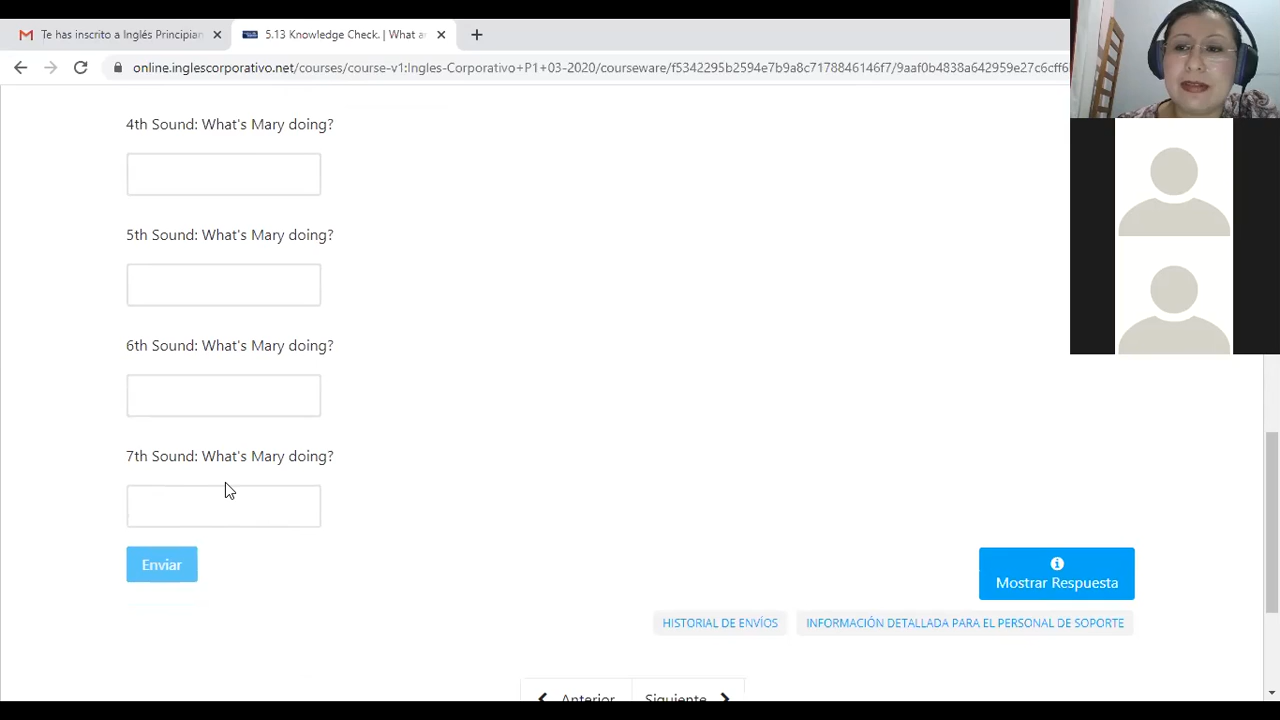 Te has inscrito a Inglés Principian
5.13 Knowledge Check. | What a
online.inglescorporativo.net/courses/course-v1:Ingles-Corporativo+P1+03-2020/courseware/f5342295b2594e7b9a8c7178846146f7/9aaf0b4838a642959e27c6cff6
4th Sound: What's Mary doing?
5th Sound: What's Mary doing?
6th Sound: What's Mary doing?
7th Sound: What's Mary doing?
Enviar
Mostrar Respuesta
HISTORIAL DE ENVÍOS INFORMACIÓN DETALLADA PARA EL PERSONAL DE SOPORTE
Anterior Siguiente